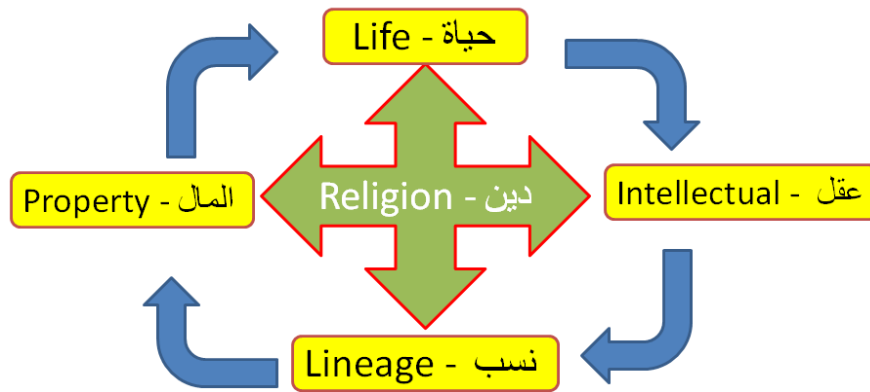 Life - حياة
Property - المال
Religion - دين
Intellectual - عقل
Lineage - نسب